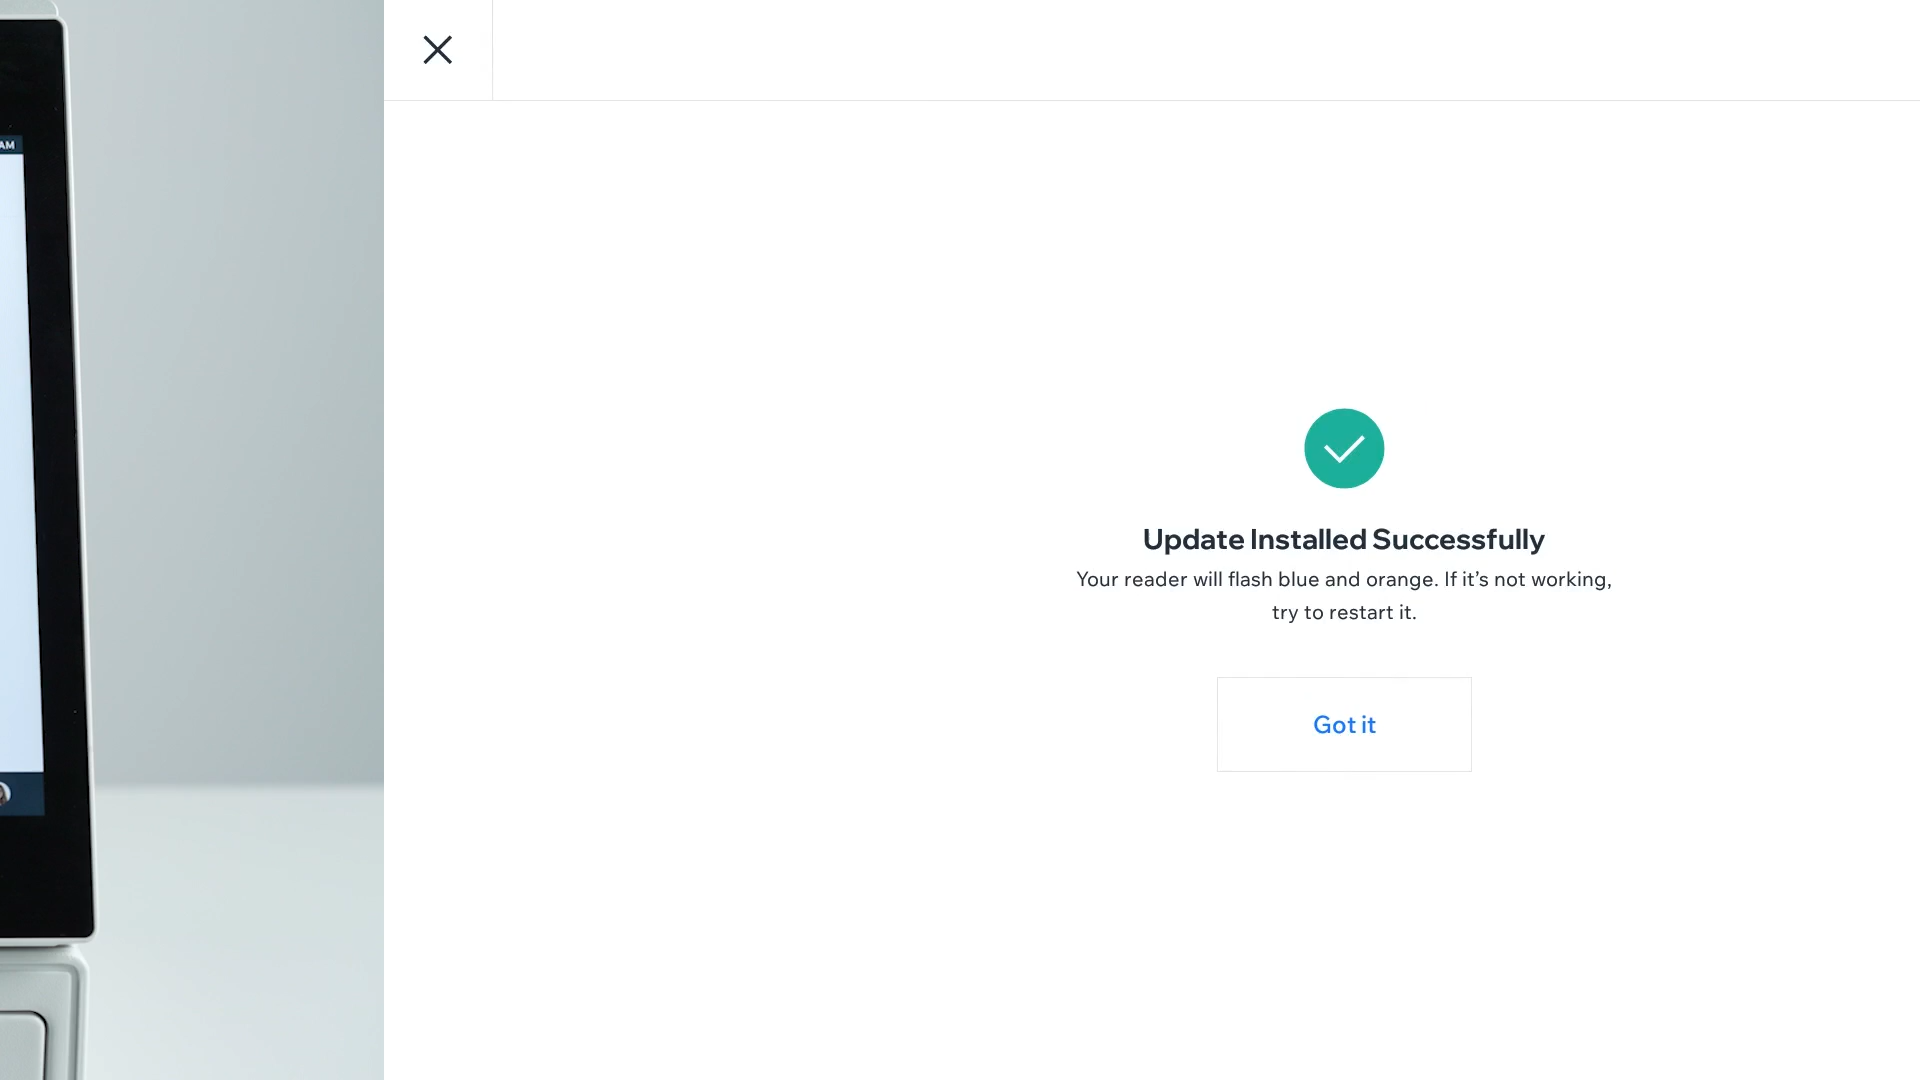 AM
Update Installed Successfully
Your reader will flash blue and orange. If it’s not working,
try to restart it.
Got it